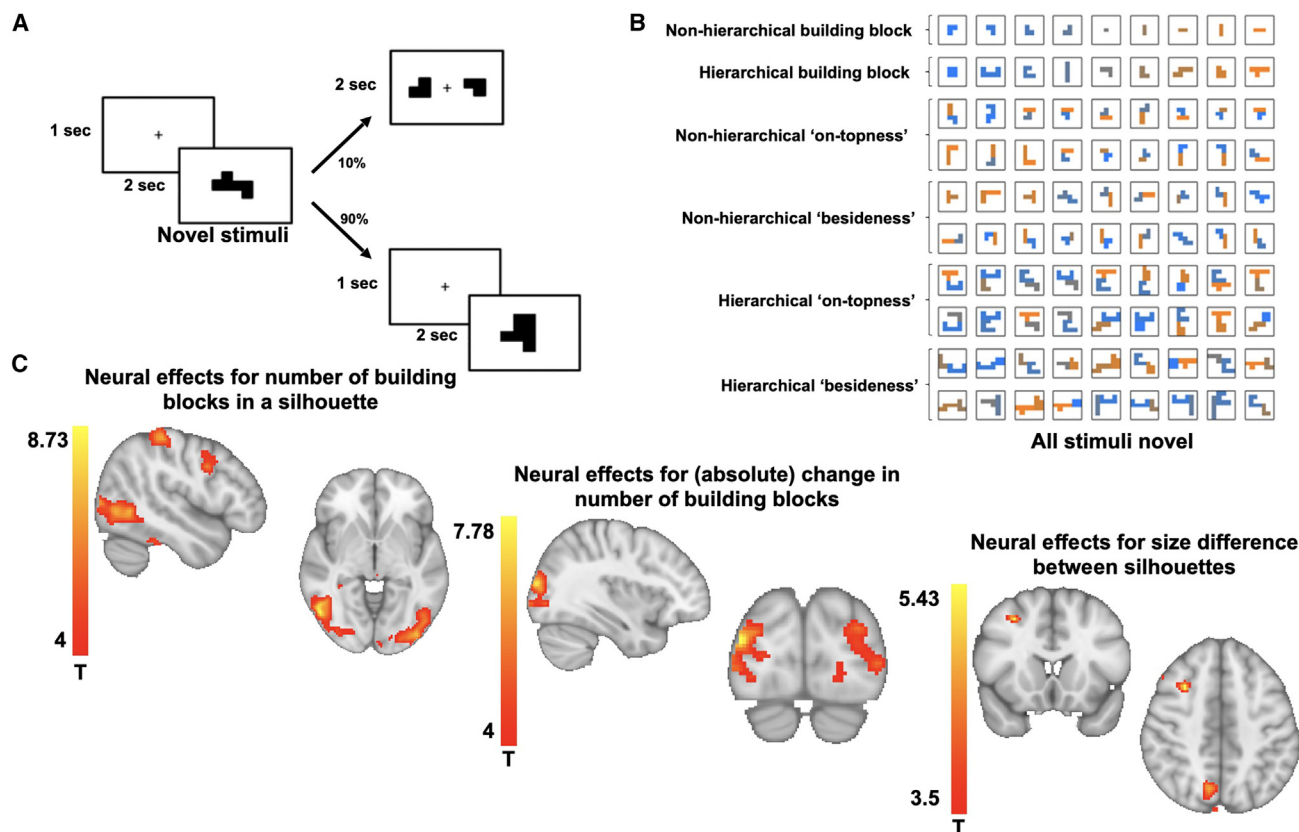 A
1 sec
+
2 sec
Novel stimuli
2 sec
+
10%
90%
1 sec
+
2 sec
B
Non-hierarchical building block
Hierarchical building block
Non-hierarchical 'on-topness'
Non-hierarchical 'besideness'
Hierarchical 'on-topness'
Hierarchical 'besideness'
All stimuli novel
C
Neural effects for number of building
blocks in a silhouette
8.73
4
T
Neural effects for (absolute) change in
number of building blocks
7.78
4
T
Neural effects for size difference
between silhouettes
5.43
3.5
T